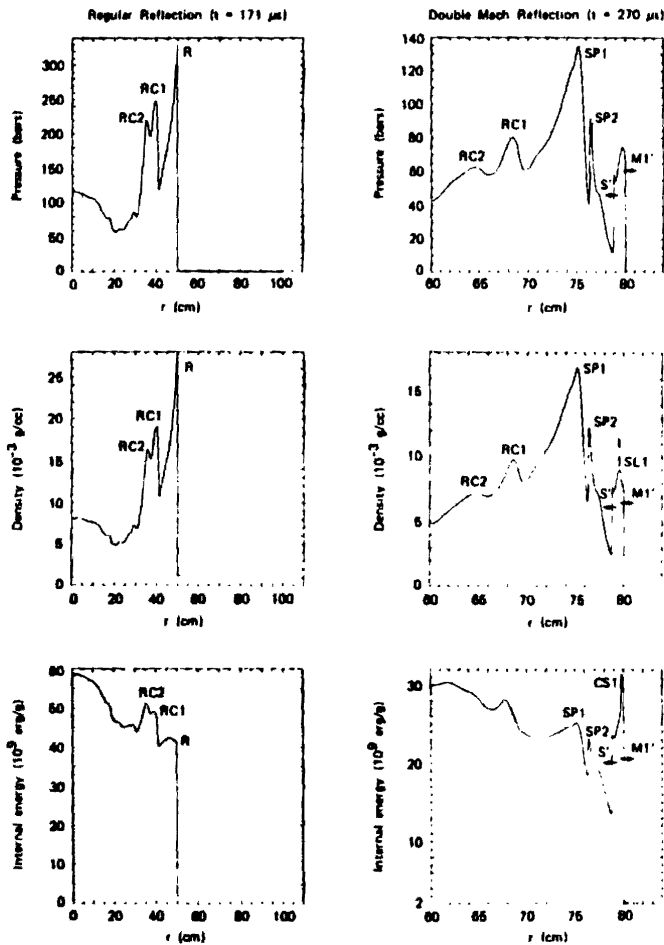 Regular Reflection (t = 171 μs)
Double Mach Reflection (t = 270 μs)
Pressure (bars)
300
250
200
150
100
50
0
R
RC1
RC2
0 20 40 60 80 100
r (cm)
Pressure (bars)
140
120
100
80
60
40
20
0
SP1
SP2
RC1
RC2
S'
M1'
60 65 70 75 80
r (cm)
Density (10⁻³ g/cc)
25
20
15
10
5
0
R
RC1
RC2
0 20 40 60 80 100
r (cm)
Density (10⁻³ g/cc)
15
10
5
0
SP1
SP2
SL1
RC1
RC2
S'
M1'
60 65 70 75 80
r (cm)
Internal energy (10⁹ erg/g)
60
50
40
30
20
10
0
RC2
RC1
R
0 20 40 60 80 100
r (cm)
Internal energy (10⁹ erg/g)
30
20
10
2
CS1
SP1
SP2
S'
M1'
60 65 70 75 80
r (cm)